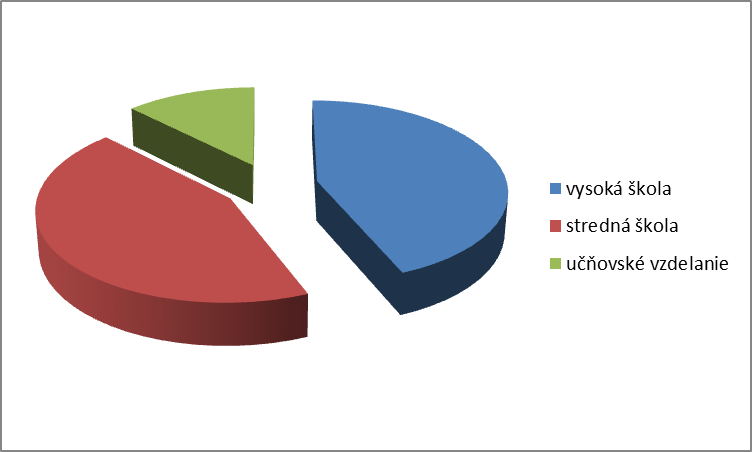 vysoká škola
stredná škola
učňovské vzdelanie